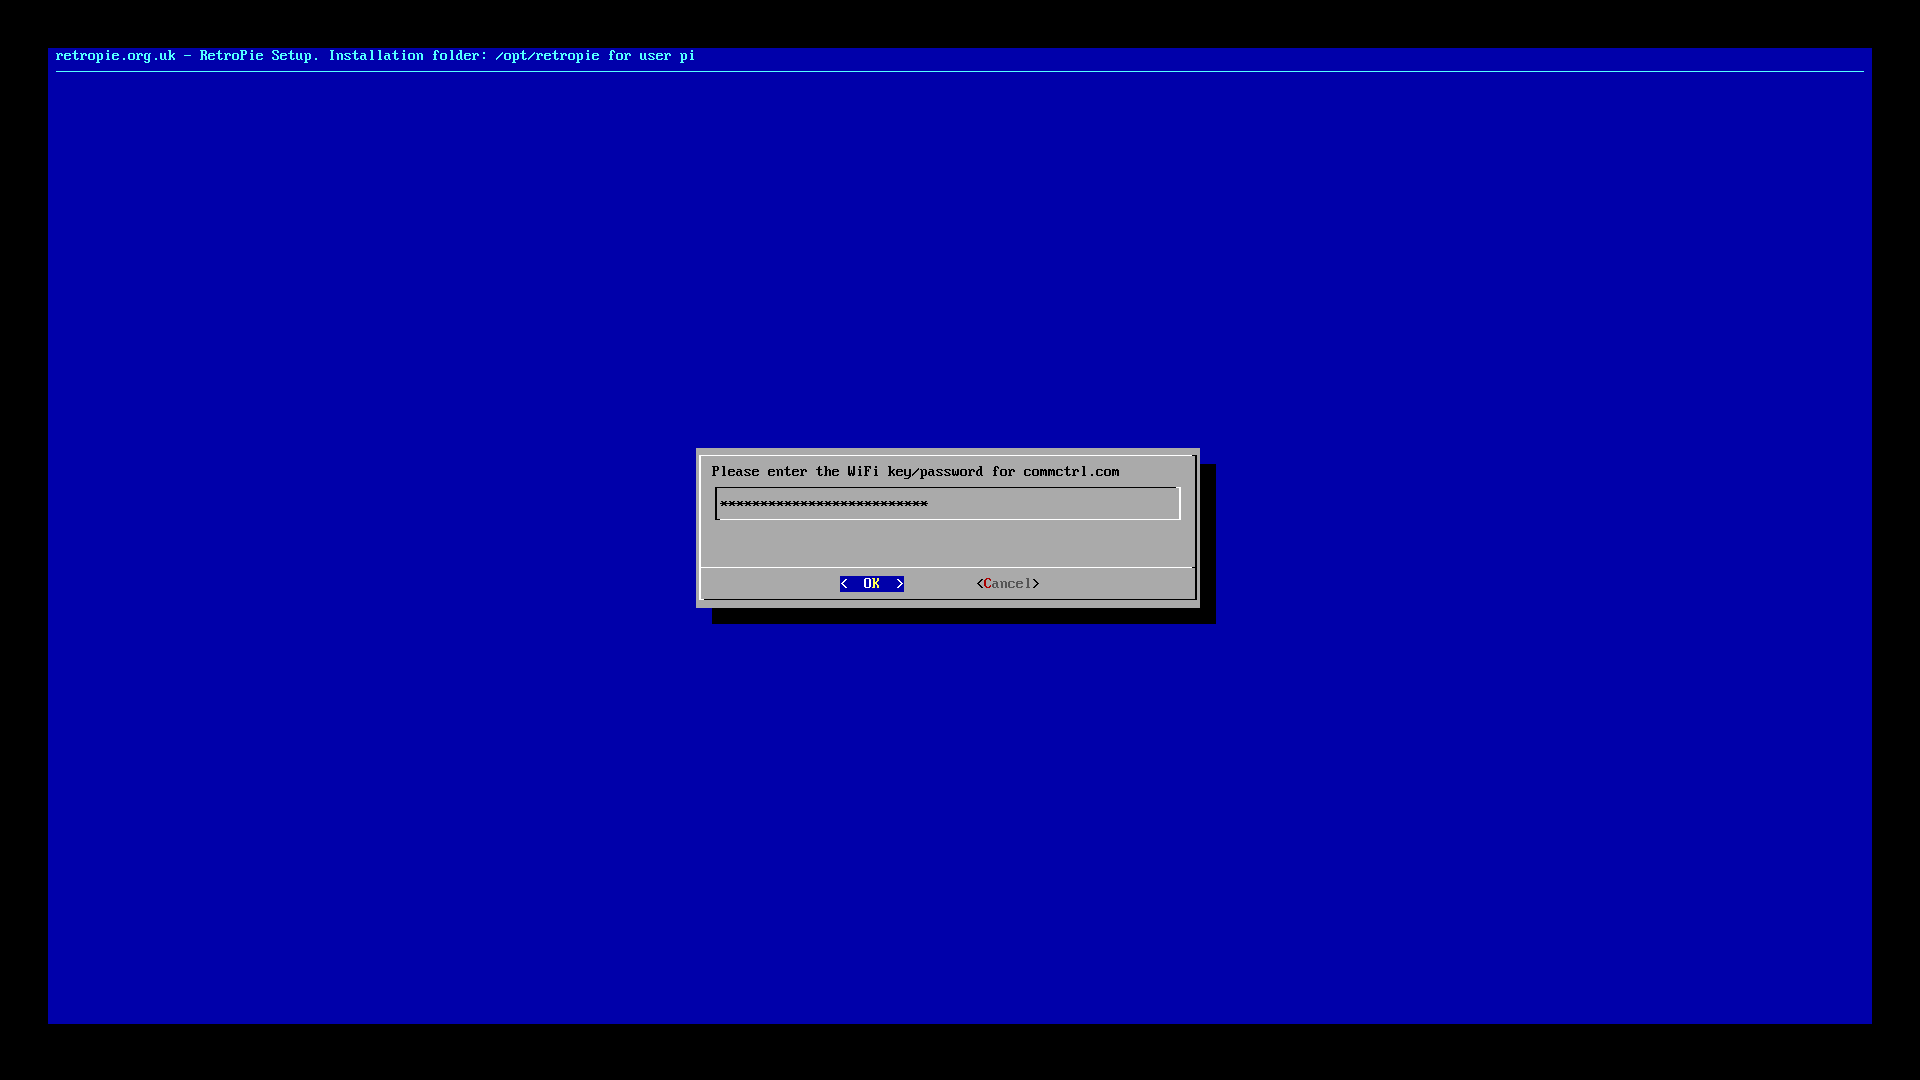 retropie.org.uk - RetroPie Setup. Installation folder: /opt/retropie for user pi
Please enter the WiFi key/password for commctrl.com
**************************
<  OK  >    <Cancel>